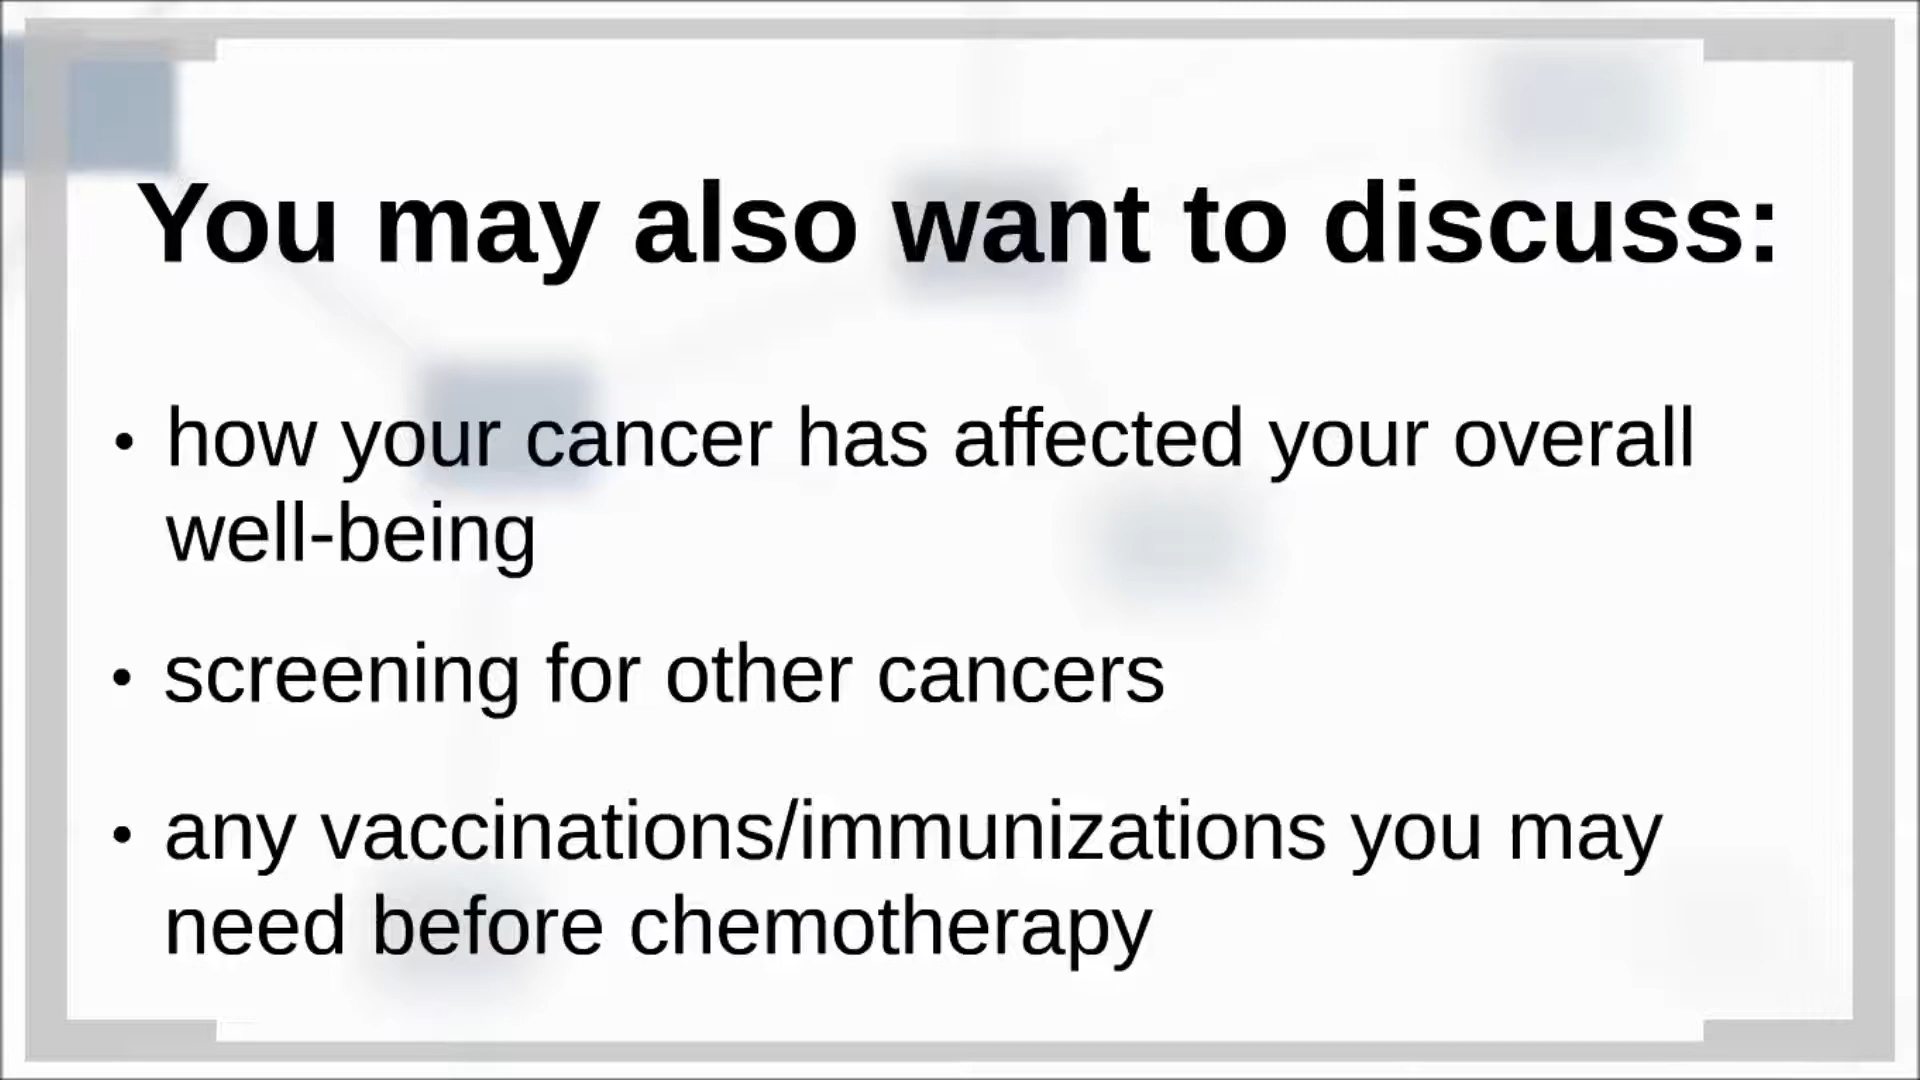 You may also want to discuss:
• how your cancer has affected your overall
well-being
• screening for other cancers
• any vaccinations/immunizations you may
need before chemotherapy